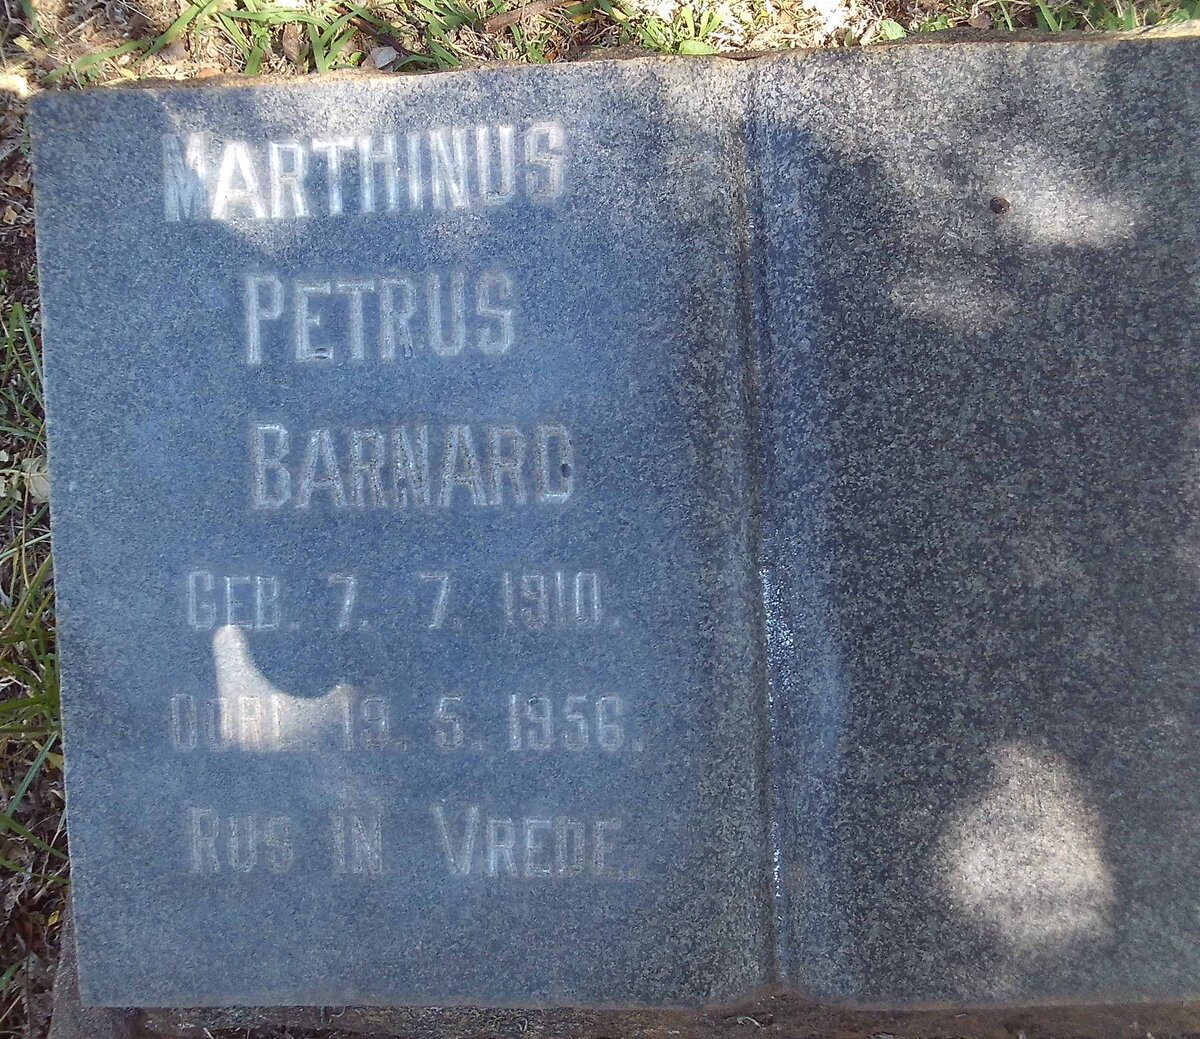 MARTHINUS
PETRUS
BARNARD
GEB. 7. 7. 1910.
OORL. 19. 5. 1956.
RUS IN VREDE.